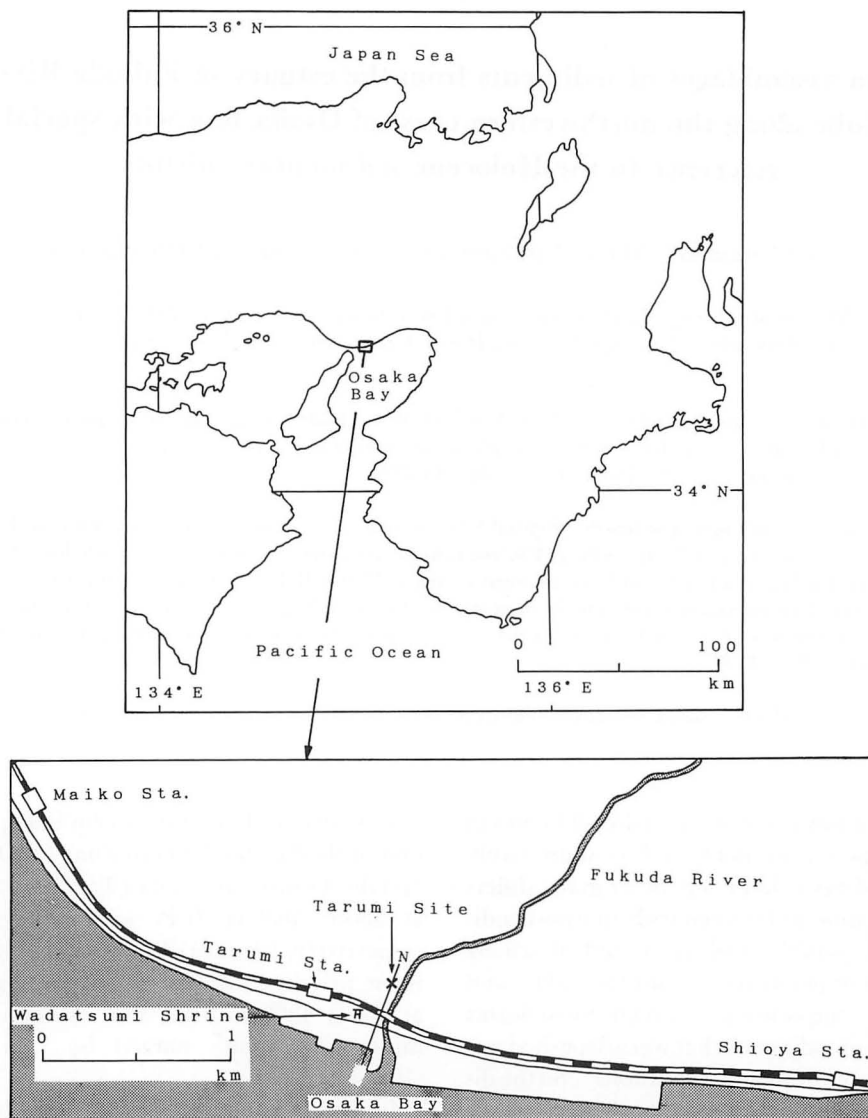 36° N
Japan Sea
Osaka
Bay
34° N
Pacific Ocean
0 100
km
134° E
136° E
Maiko Sta.
Fukuda River
Tarumi Site
N
Tarumi Sta.
Wadatsumi Shrine
0 1
km
Shioya Sta.
Osaka Bay